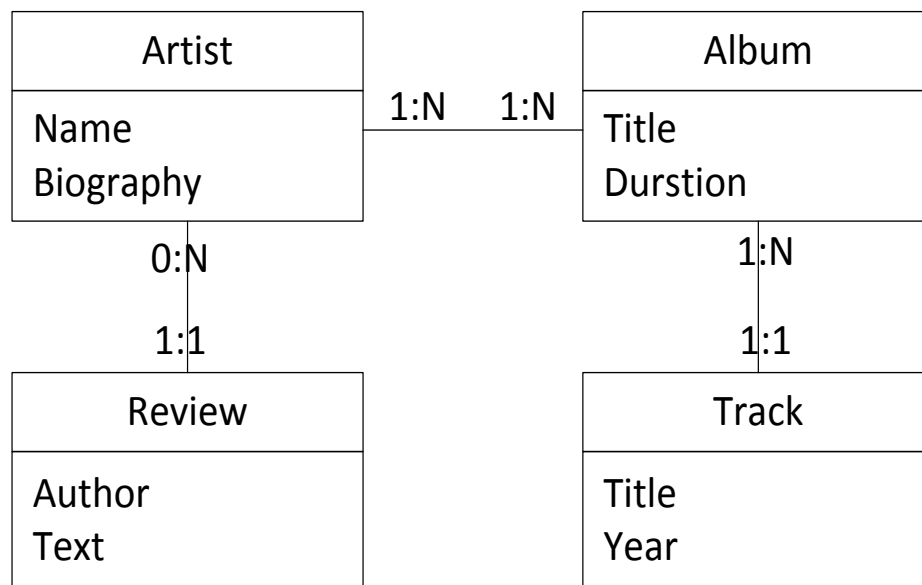 Artist
Name
Biography
1:N 1:N
Album
Title
Durstion
0:N
1:1
1:N
1:1
Review
Author
Text
Track
Title
Year